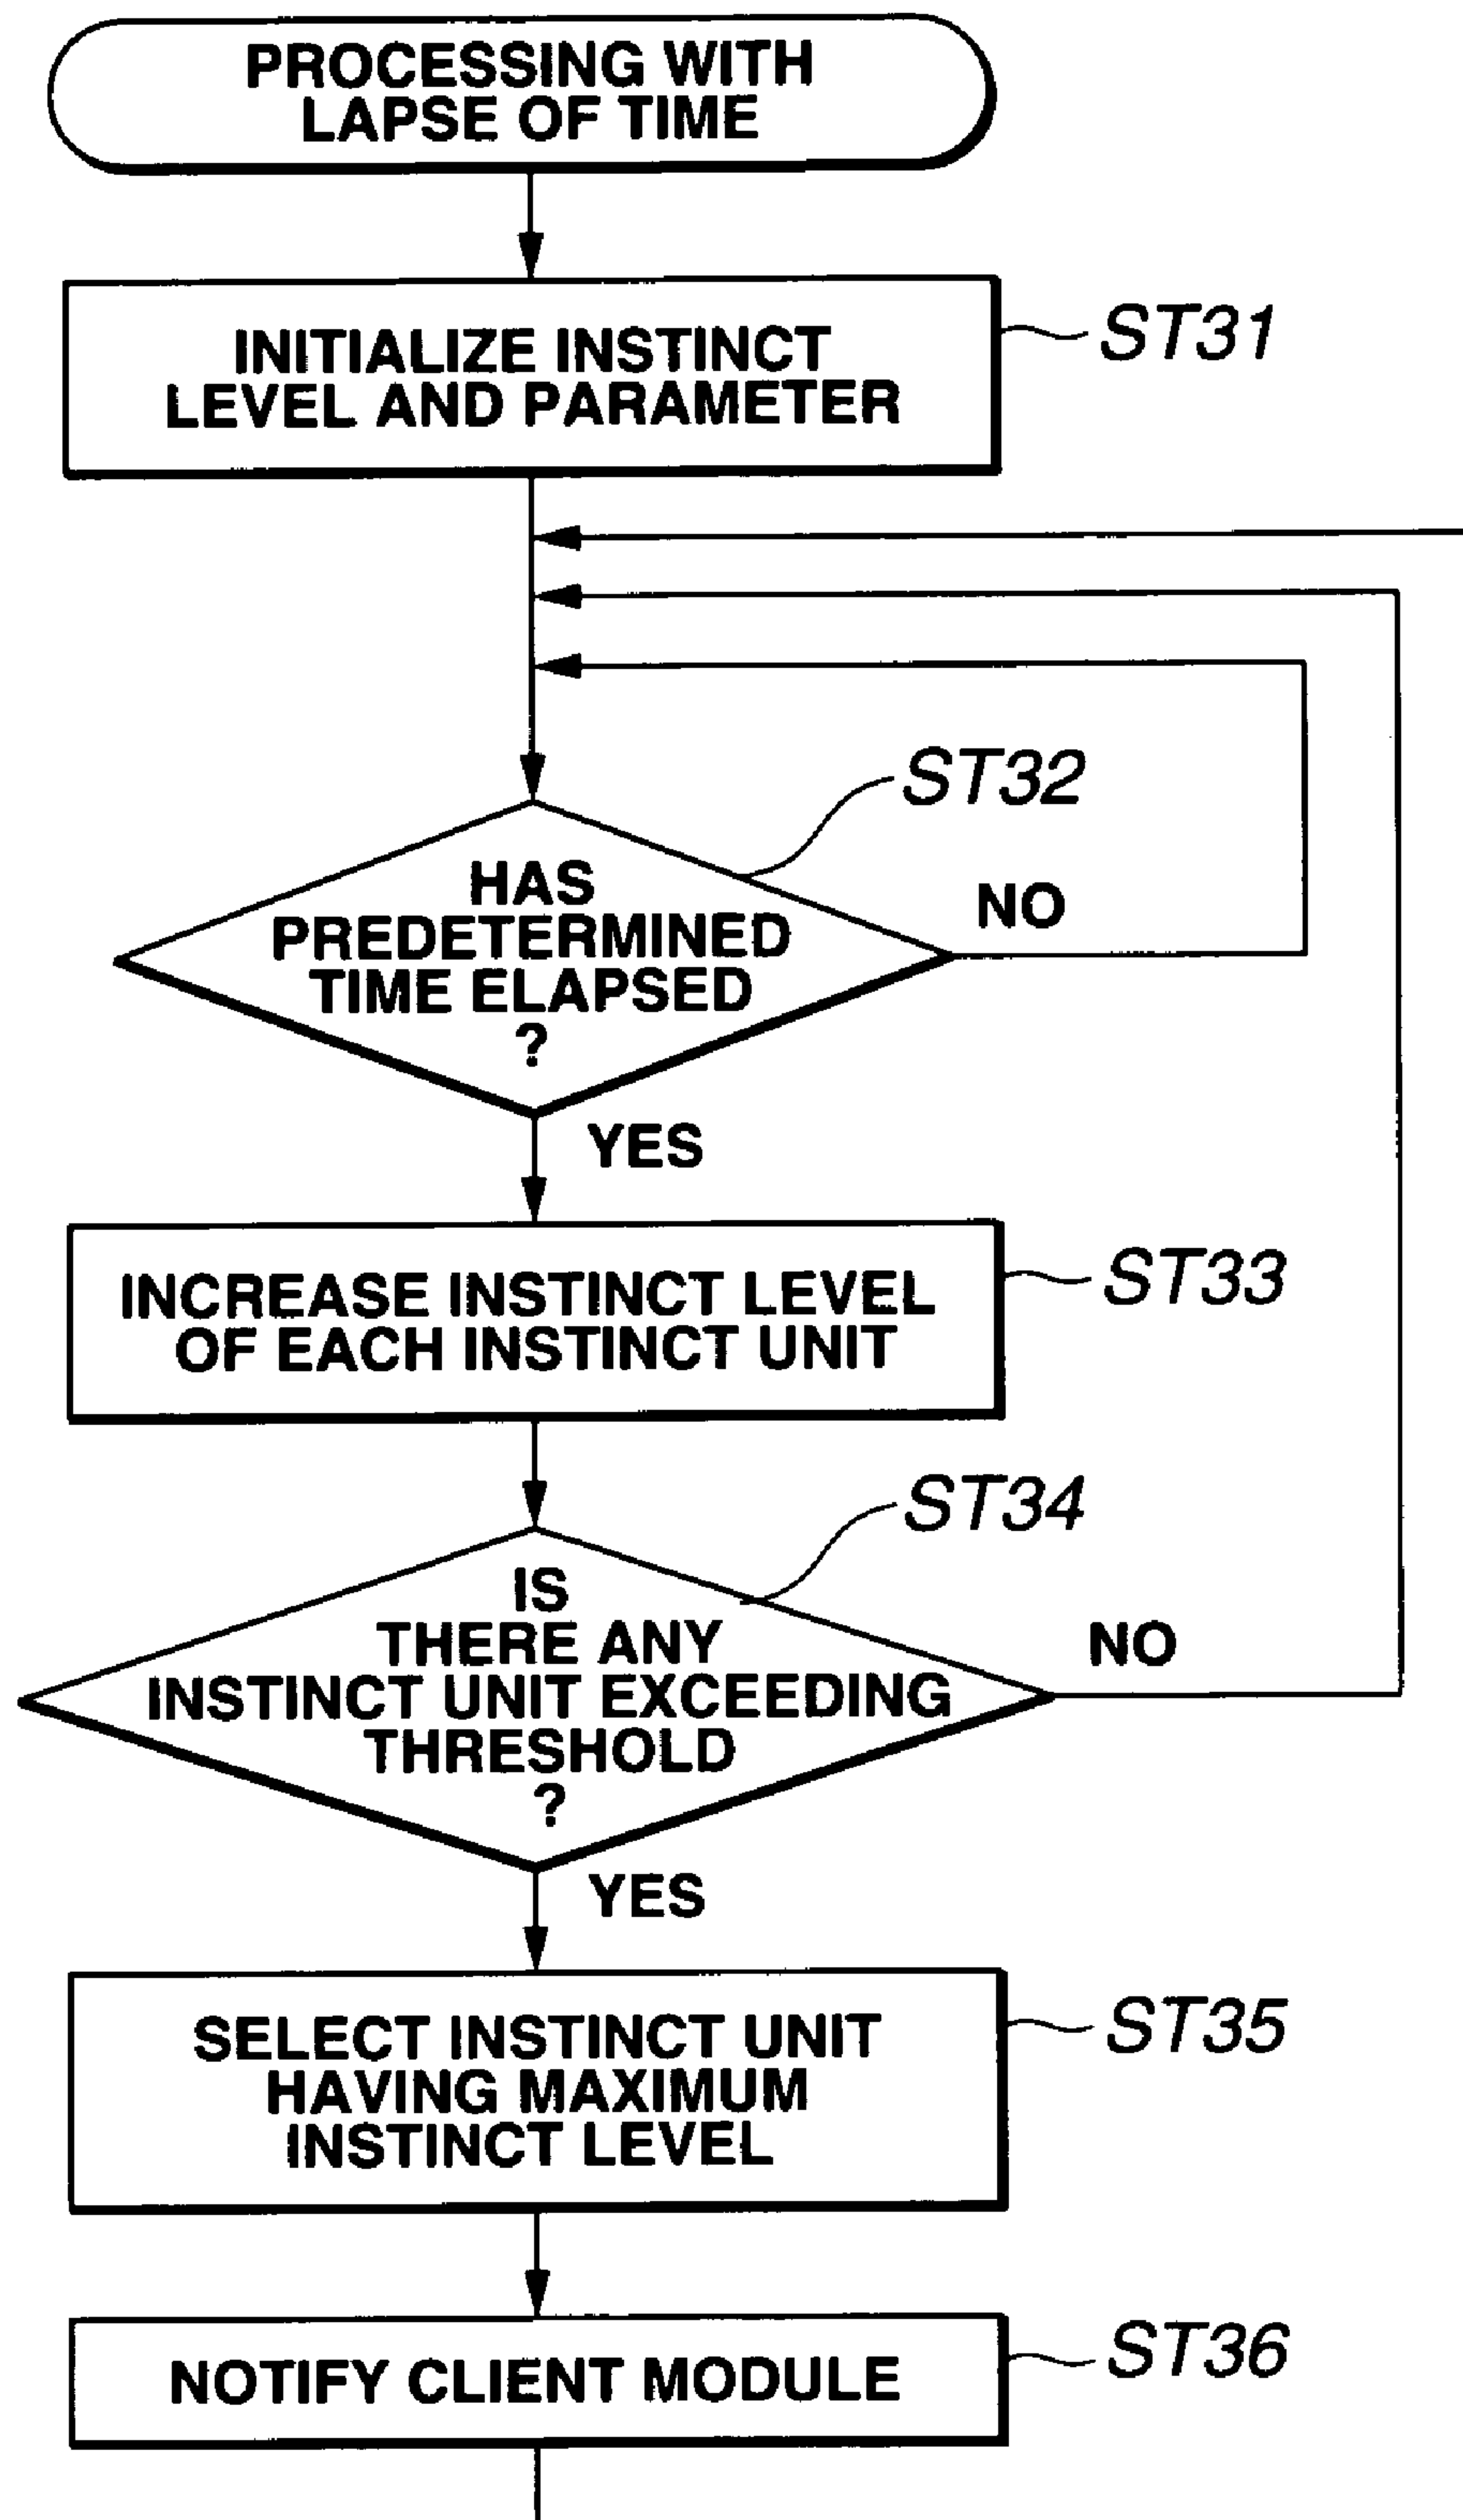 PROCESSING WITH
LAPSE OF TIME
INITIALIZE INSTINCT
LEVEL AND PARAMETER
ST31
ST32
HAS
PREDETERMINED
TIME ELAPSED
?
NO
YES
INCREASE INSTINCT LEVEL
OF EACH INSTINCT UNIT
ST33
ST34
IS
THERE ANY
INSTINCT UNIT EXCEEDING
THRESHOLD
?
NO
YES
SELECT INSTINCT UNIT
HAVING MAXIMUM
INSTINCT LEVEL
ST35
NOTIFY CLIENT MODULE
ST36